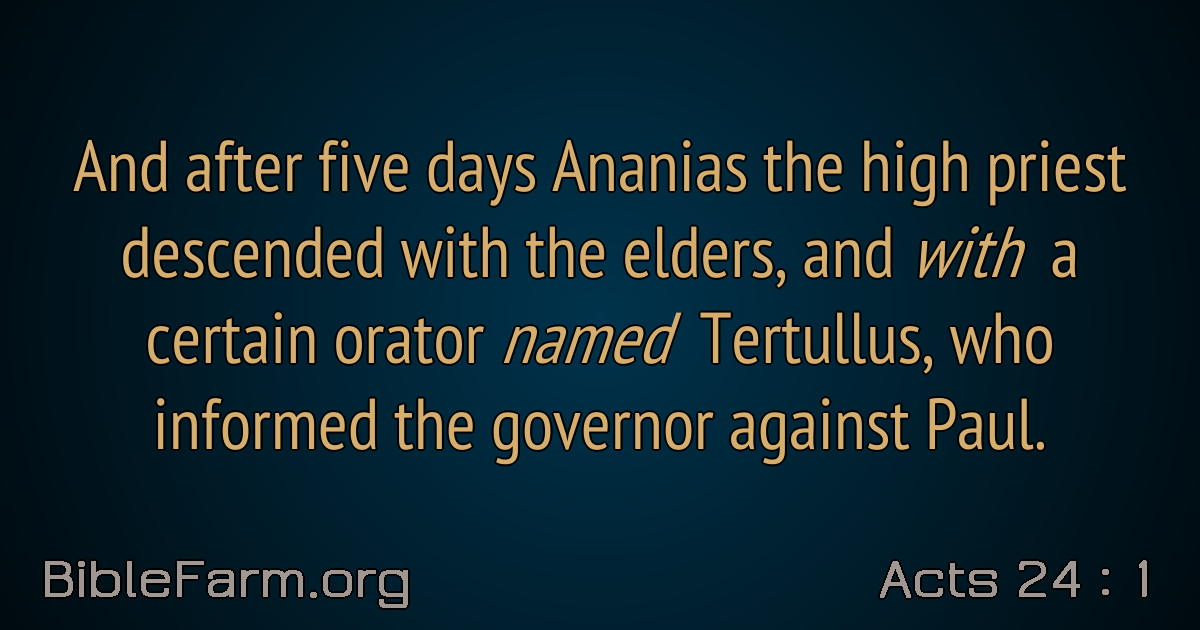 And after five days Ananias the high priest
descended with the elders, and with a
certain orator named Tertullus, who
informed the governor against Paul.
BibleFarm.org
Acts 24 : 1